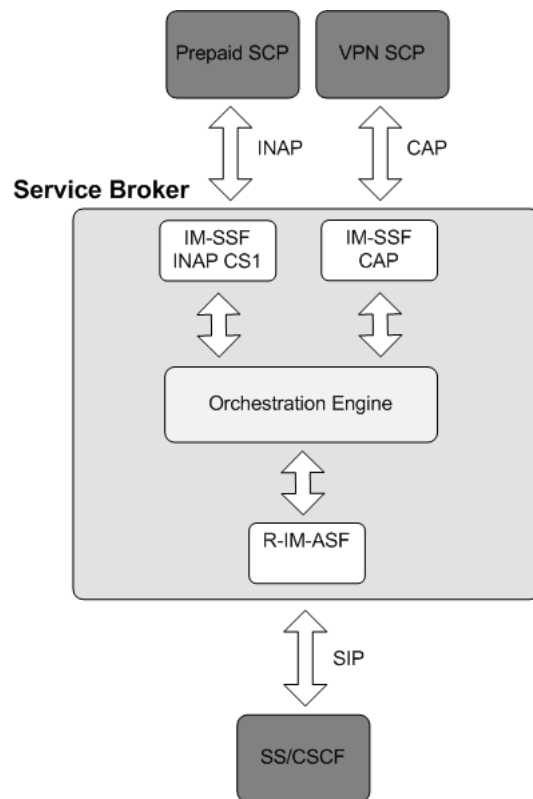 Prepaid SCP
VPN SCP
INAP
CAP
Service Broker
IM-SSF
INAP CS1
IM-SSF
CAP
Orchestration Engine
R-IM-ASF
SIP
SS/CSCF